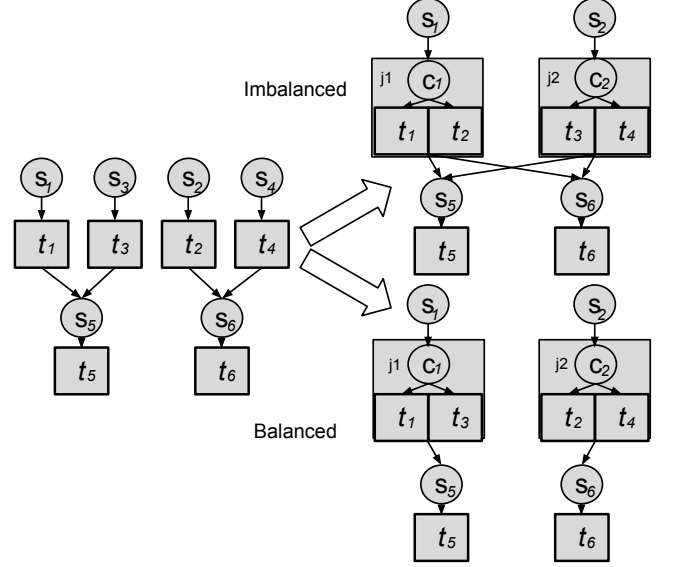 s1 s2
Imbalanced
j1 c1 j2 c2
t1 t2 t3 t4
s1 s3 s2 s4
s5 s6
t1 t3 t2 t4
t5 t6
s1 s2
s5 s6
j1 c1 j2 c2
t5 t6
t1 t3 t2 t4
Balanced
s5 s6
t5 t6